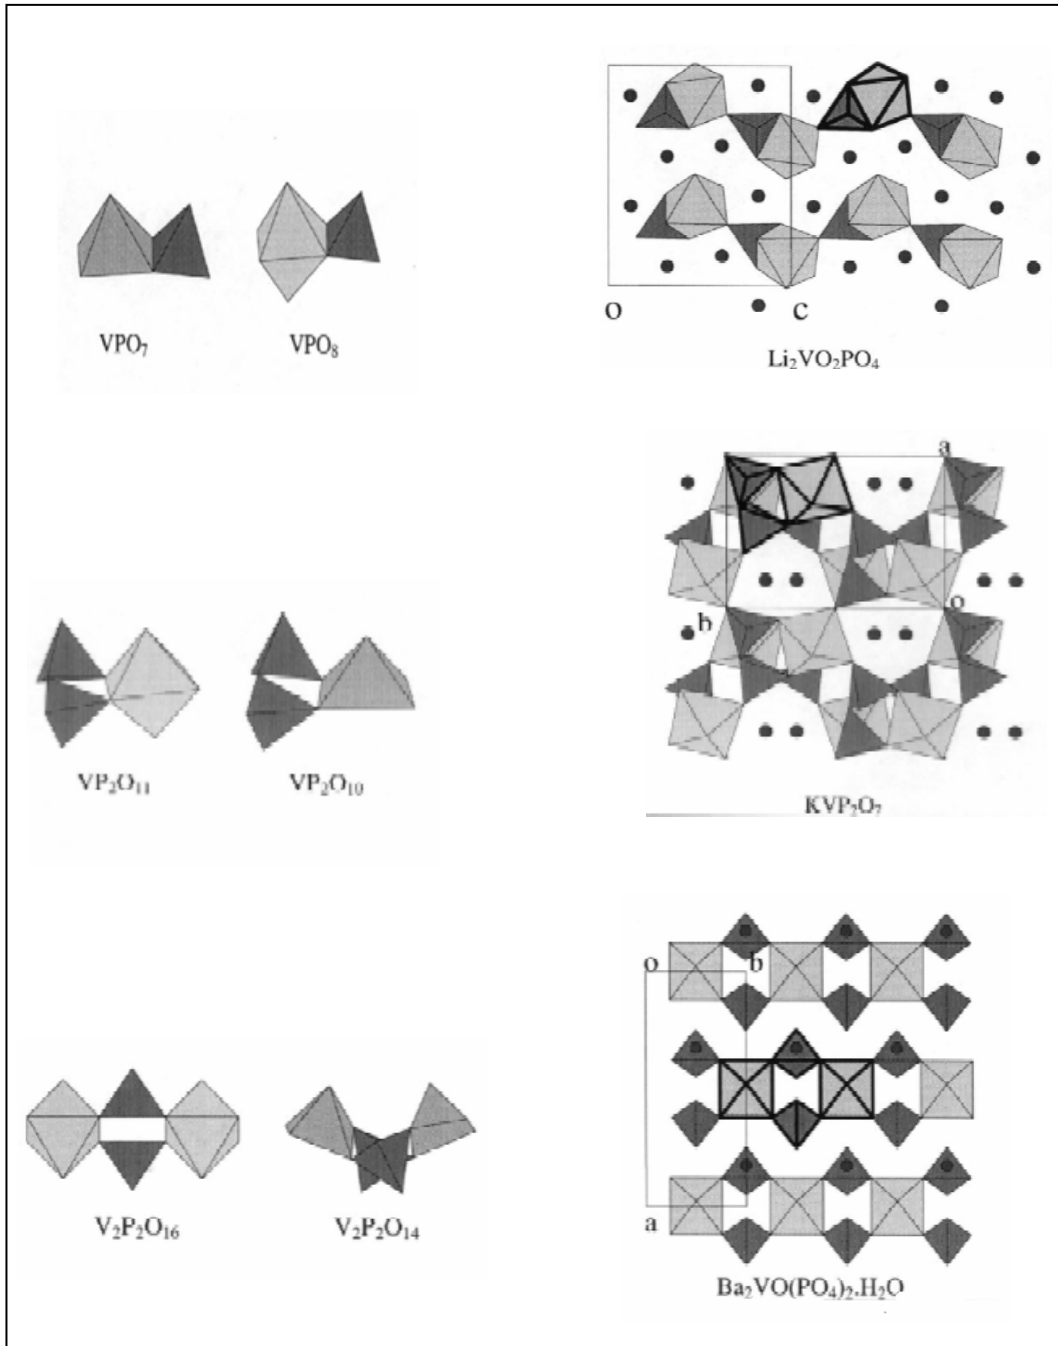 O C
VPO₇ VPO₈
Li₂VO₂PO₄
a
b o
VP₂O₁₁ VP₂O₁₀
KVP₂O₇
o b
a
V₂P₂O₁₆ V₂P₂O₁₄
Ba₂VO(PO₄)₂.H₂O